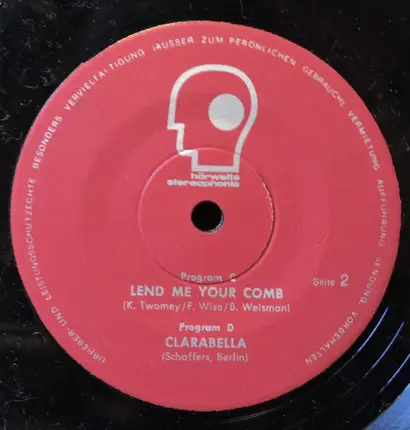 URHEBER- UND LEISTUNGSSCHUTZRECHTE BESONDERS VERVIELFÄLTIGUNG (AUSSER ZUM PERSÖNLICHEN GEBRAUCH), VERMIETUNG AUFFÜHRUNG SENDUNG VORBEHALTEN
hörwelte
stereophonie
Program C
LEND ME YOUR COMB
(K. Twomey/F. Wise/B. Weisman)
Seite 2
Program D
CLARABELLA
(Schaffers, Berlin)